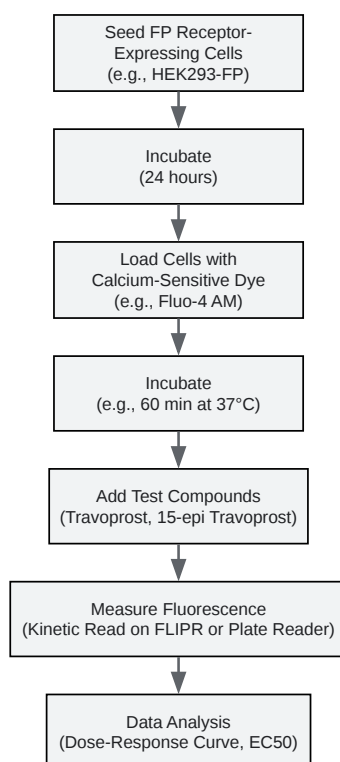 Seed FP Receptor-
Expressing Cells
(e.g., HEK293-FP)
Incubate
(24 hours)
Load Cells with
Calcium-Sensitive Dye
(e.g., Fluo-4 AM)
Incubate
(e.g., 60 min at 37°C)
Add Test Compounds
(Travoprost, 15-epi Travoprost)
Measure Fluorescence
(Kinetic Read on FLIPR or Plate Reader)
Data Analysis
(Dose-Response Curve, EC50)